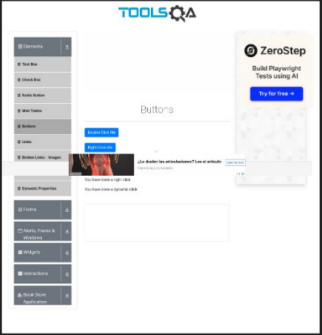 TOOLSQA
Elements
Text Box
Check Box
Radio Button
Web Tables
Buttons
Links
Broken Links - Images
Dynamic Properties
Forms
Alerts, Frame &
Windows
Widgets
Interactions
Book Store
Application
Buttons
Double Click Me
Right Click Me
¿Le duelen las articulaciones? Lea el artículo
You have done a right click
You have done a dynamic click
ZeroStep
Build Playwright
Tests using AI
Try for free →